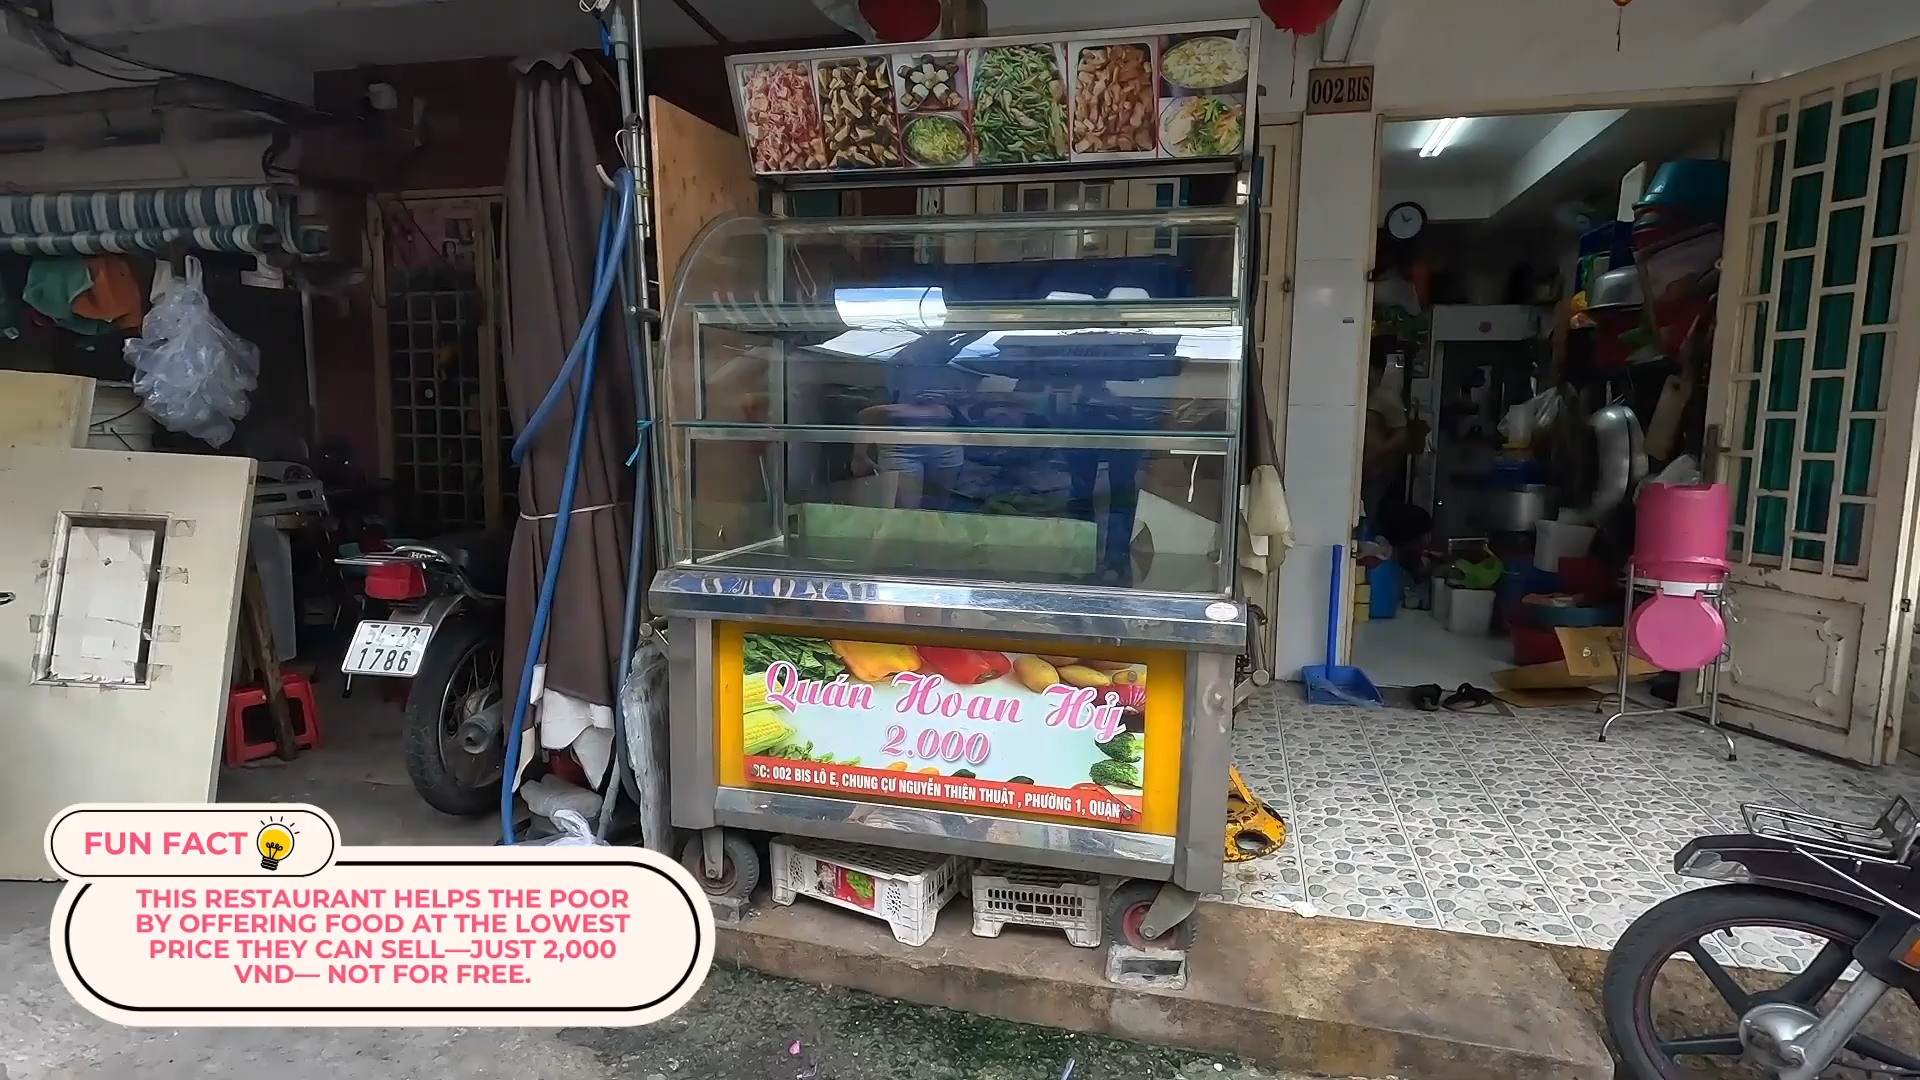 002 BIS
HONDA
1786
Quán Hoan Hỷ
2.000
ĐC: 002 BIS LÔ E, CHUNG CƯ NGUYỄN THIỆN THUẬT , PHƯỜNG 1, QUẬN
FUN FACT
THIS RESTAURANT HELPS THE POOR
BY OFFERING FOOD AT THE LOWEST
PRICE THEY CAN SELL—JUST 2,000
VND— NOT FOR FREE.